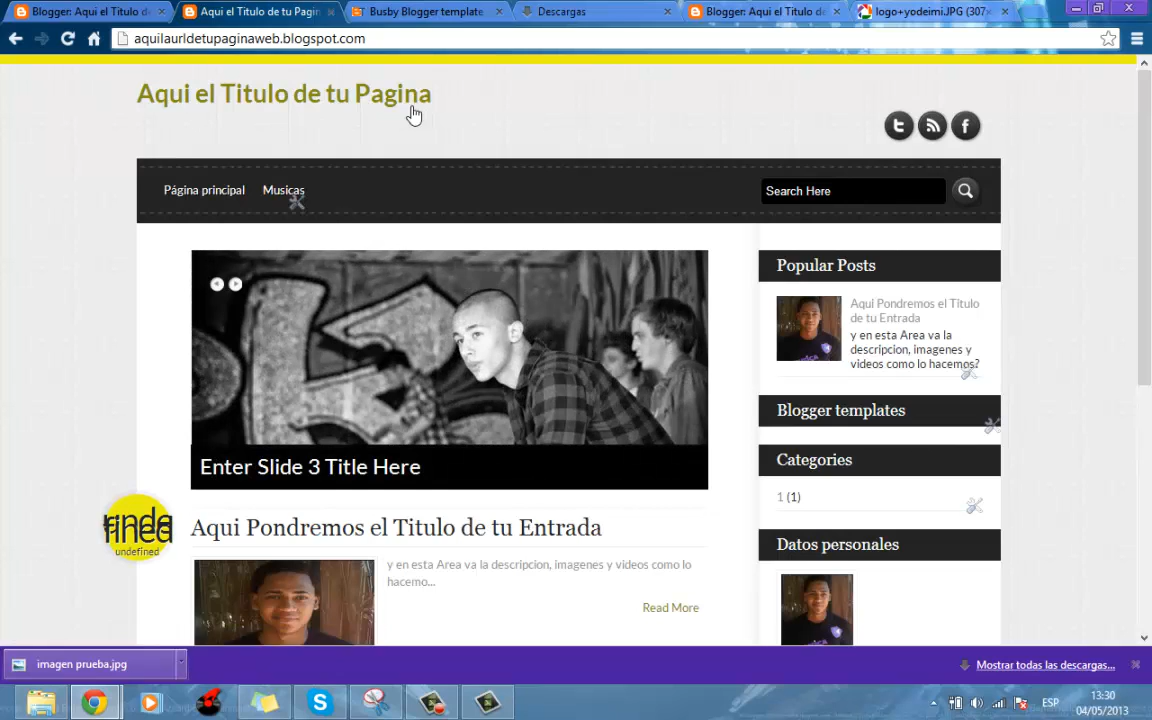 Blogger: Aqui el Titulo d
Aqui el Titulo de tu Pagin
Busby Blogger template
Descargas
Blogger: Aqui el Titulo d
logo+yodeimi.JPG (307×
aquilaurldetupaginaweb.blogspot.com
Aqui el Titulo de tu Pagina
Página principal
Musicas
Search Here
Popular Posts
Aqui Pondremos el Titulo
de tu Entrada
y en esta Area va la
descripcion, imagenes y
videos como lo hacemos?
Blogger templates
Categories
1 (1)
Datos personales
Enter Slide 3 Title Here
undefined
Aqui Pondremos el Titulo de tu Entrada
y en esta Area va la descripcion, imagenes y videos como lo
hacemo...
Read More
imagen prueba.jpg
Mostrar todas las descargas...
ESP
13:30
04/05/2013